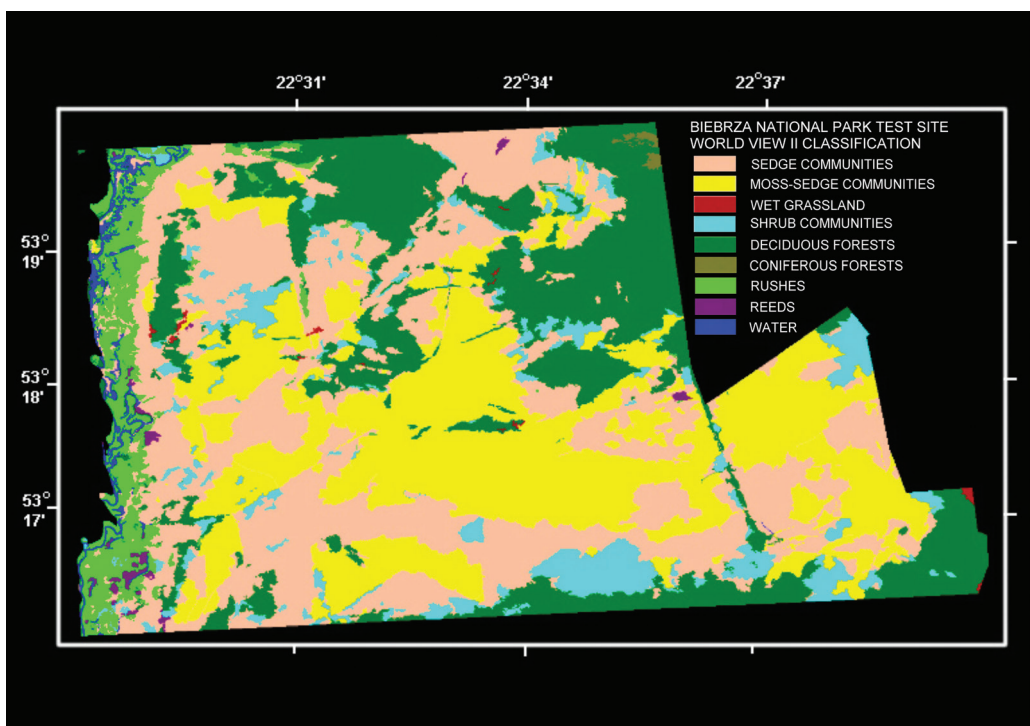 22°31'
22°34'
22°37'
BIEBRZA NATIONAL PARK TEST SITE
WORLD VIEW II CLASSIFICATION
SEDGE COMMUNITIES
MOSS-SEDGE COMMUNITIES
WET GRASSLAND
SHRUB COMMUNITIES
DECIDUOUS FORESTS
CONIFEROUS FORESTS
RUSHES
REEDS
WATER
53°
19'
53°
18'
53°
17'